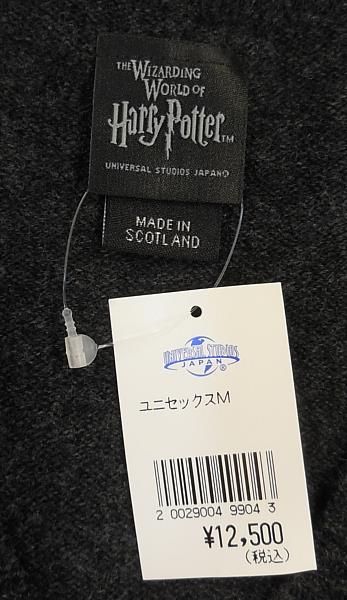 THE WIZARDING
WORLD OF
Harry Potter™
UNIVERSAL STUDIOS JAPAN®
MADE IN
SCOTLAND
UNIVERSAL STUDIOS
JAPAN®
ユニセックスM
2 0029004 9904 3
¥12,500
(税込)